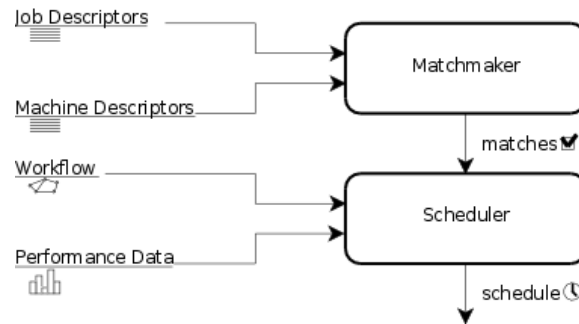 Job Descriptors
Matchmaker
Machine Descriptors
matches
Workflow
Scheduler
Performance Data
schedule